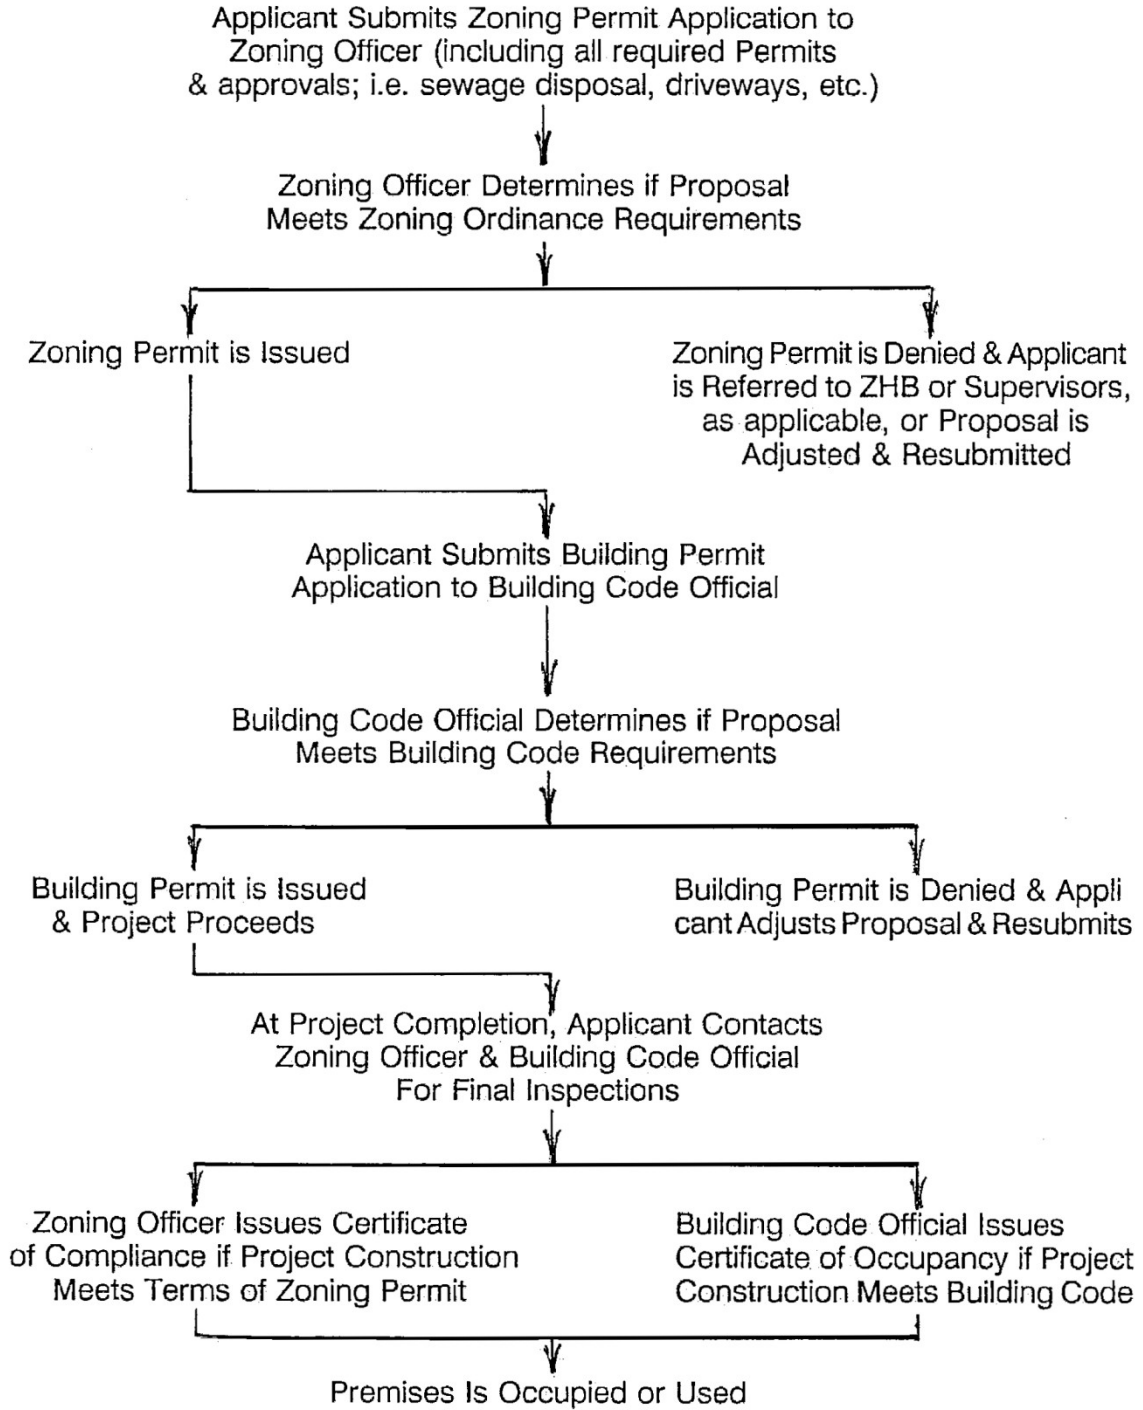 Applicant Submits Zoning Permit Application to
Zoning Officer (including all required Permits
& approvals; i.e. sewage disposal, driveways, etc.)
Zoning Officer Determines if Proposal
Meets Zoning Ordinance Requirements
Zoning Permit is Issued
Zoning Permit is Denied & Applicant
is Referred to ZHB or Supervisors,
as applicable, or Proposal is
Adjusted & Resubmitted
Applicant Submits Building Permit
Application to Building Code Official
Building Code Official Determines if Proposal
Meets Building Code Requirements
Building Permit is Issued
& Project Proceeds
Building Permit is Denied & Appli
cant Adjusts Proposal & Resubmits
At Project Completion, Applicant Contacts
Zoning Officer & Building Code Official
For Final Inspections
Zoning Officer Issues Certificate
of Compliance if Project Construction
Meets Terms of Zoning Permit
Building Code Official Issues
Certificate of Occupancy if Project
Construction Meets Building Code
Premises Is Occupied or Used